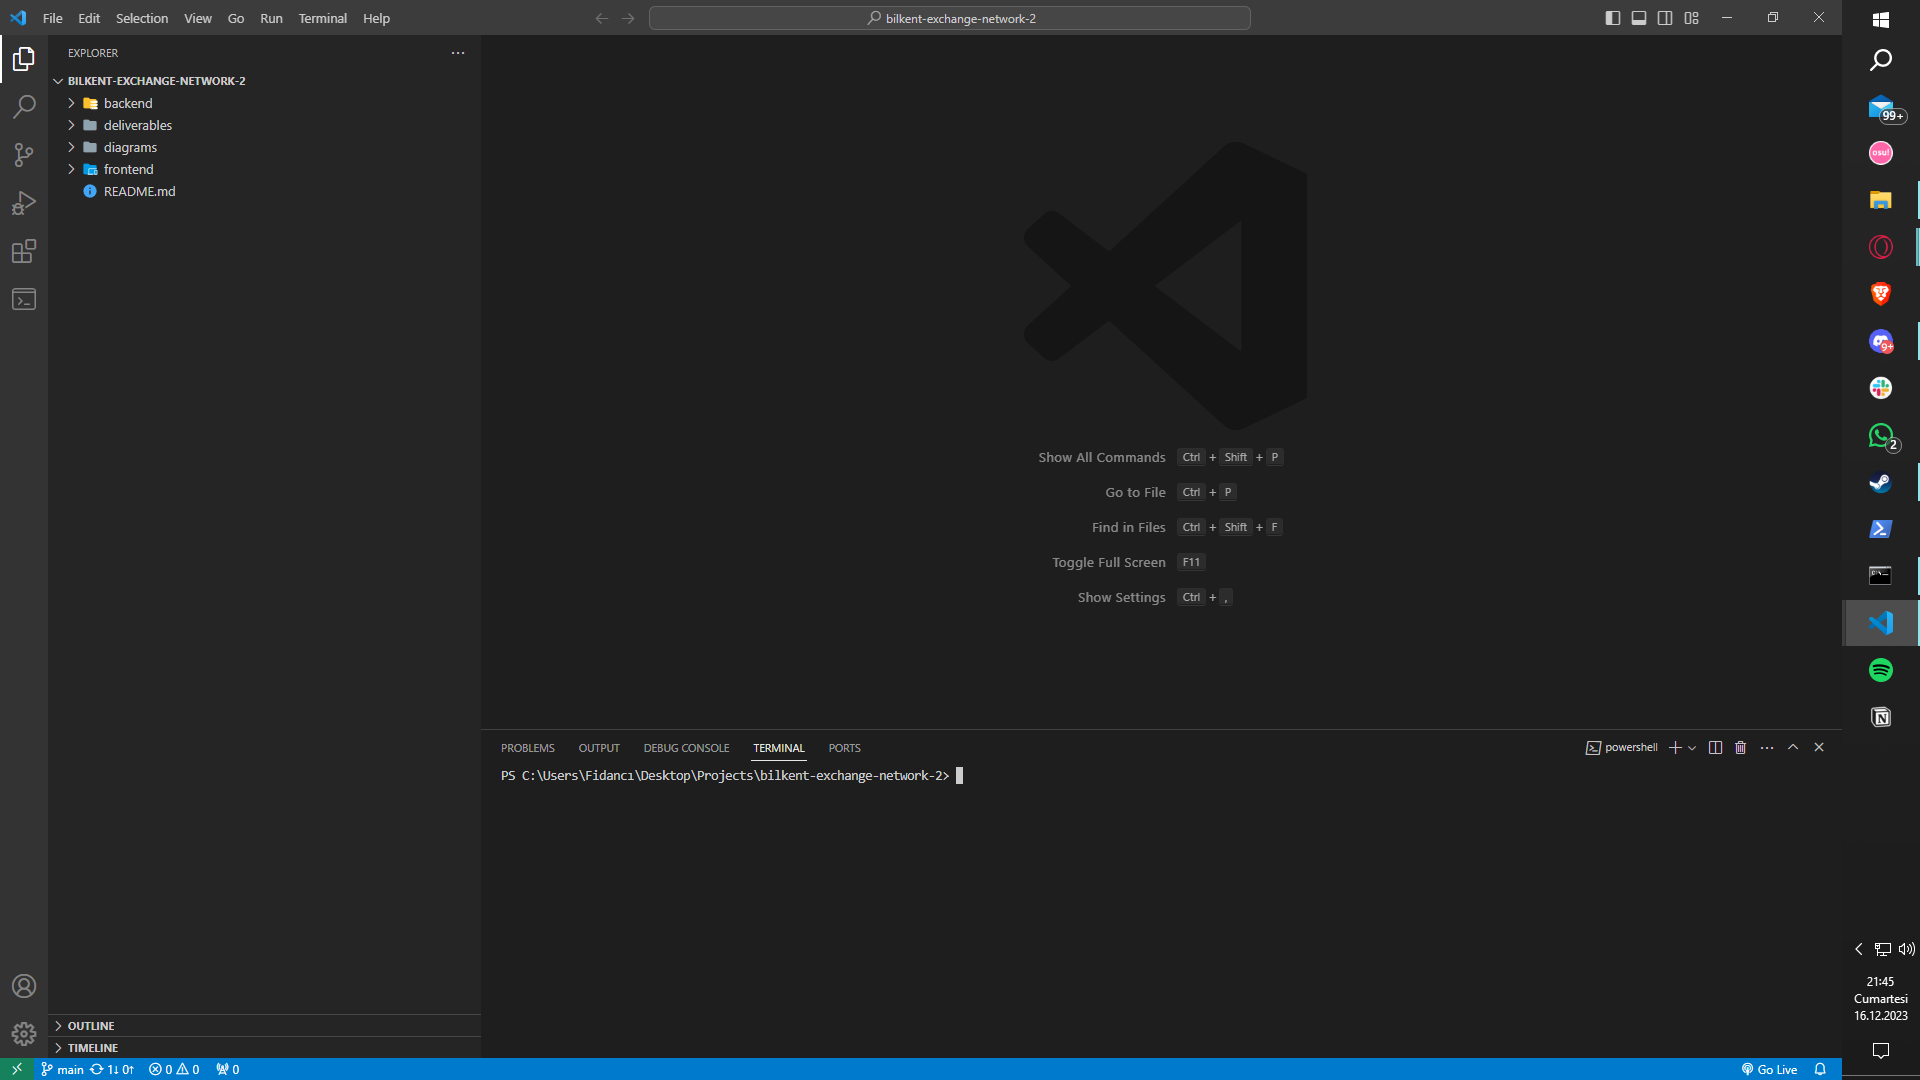 File Edit Selection View Go Run Terminal Help
bilkent-exchange-network-2
EXPLORER
BILKENT-EXCHANGE-NETWORK-2
backend
deliverables
diagrams
frontend
README.md
OUTLINE
TIMELINE
Show All Commands Ctrl + Shift + P
Go to File Ctrl + P
Find in Files Ctrl + Shift + F
Toggle Full Screen F11
Show Settings Ctrl + ,
PROBLEMS OUTPUT DEBUG CONSOLE TERMINAL PORTS
powershell
PS C:\Users\Fidancı\Desktop\Projects\bilkent-exchange-network-2>
main 1↓ 0↑ 0 0 0
Go Live
99+
osu!
9+
2
21:45
Cumartesi
16.12.2023